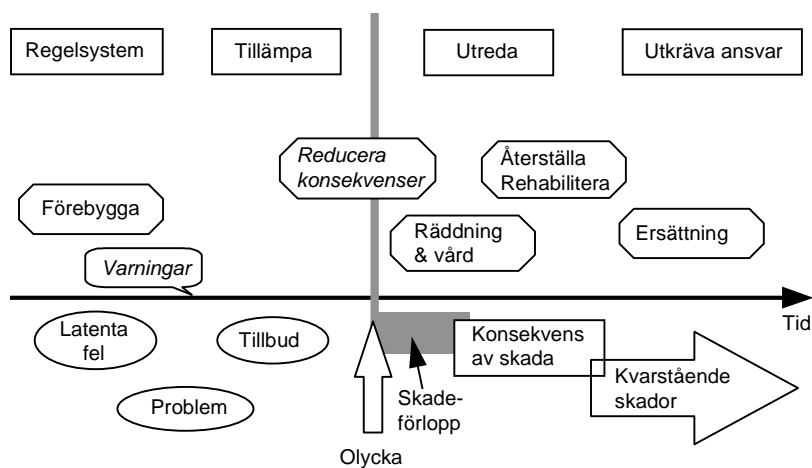 Regelsystem
Tillämpa
Utreda
Utkräva ansvar
Reducera
konsekvenser
Återställa
Rehabilitera
Förebygga
Räddning
& vård
Ersättning
Varningar
Tid
Latenta
fel
Tillbud
Konsekvens
av skada
Problem
Skade-
förlopp
Kvarstående
skador
Olycka